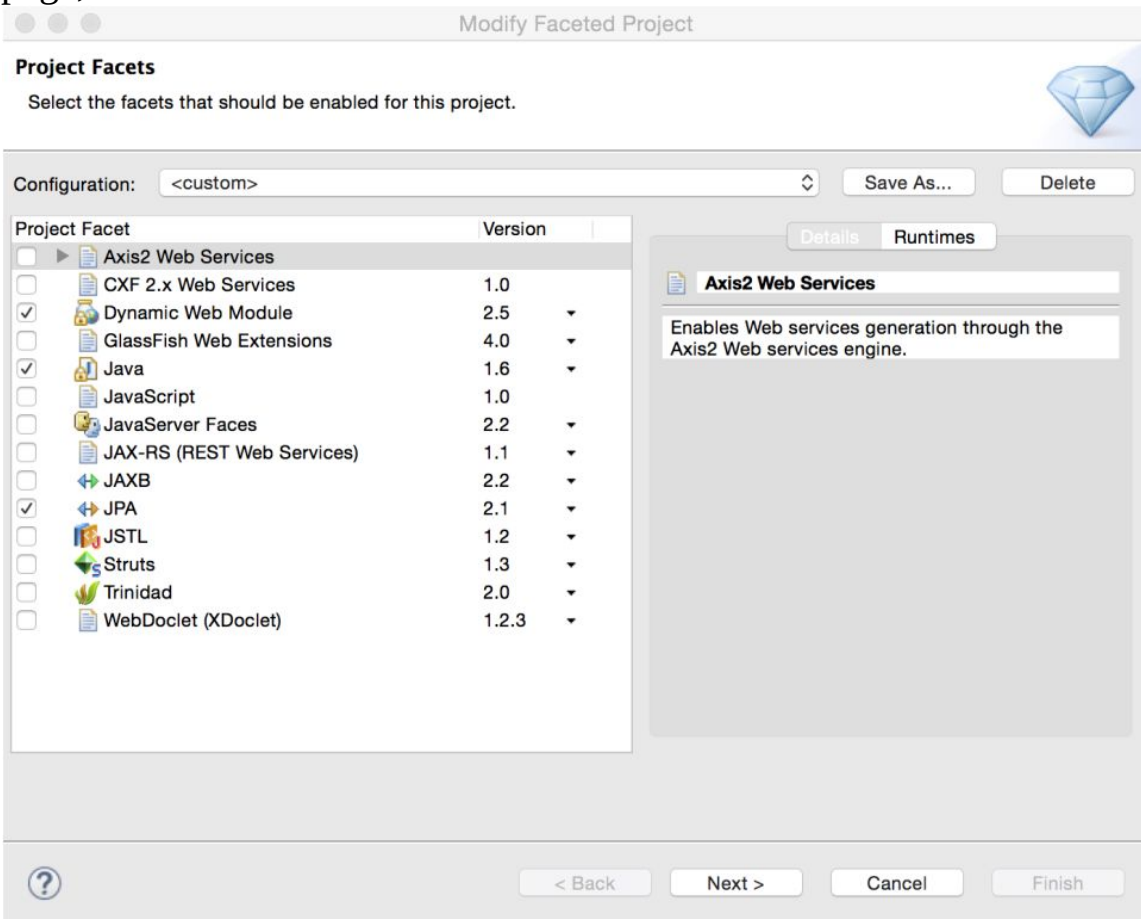 page,
Modify Faceted Project
Project Facets
Select the facets that should be enabled for this project.
Configuration: <custom> Save As... Delete
Project Facet Version
Details Runtimes
Axis2 Web Services
CXF 2.x Web Services 1.0
Dynamic Web Module 2.5
GlassFish Web Extensions 4.0
Java 1.6
JavaScript 1.0
JavaServer Faces 2.2
JAX-RS (REST Web Services) 1.1
JAXB 2.2
JPA 2.1
JSTL 1.2
Struts 1.3
Trinidad 2.0
WebDoclet (XDoclet) 1.2.3
Axis2 Web Services
Enables Web services generation through the
Axis2 Web services engine.
? < Back Next > Cancel Finish